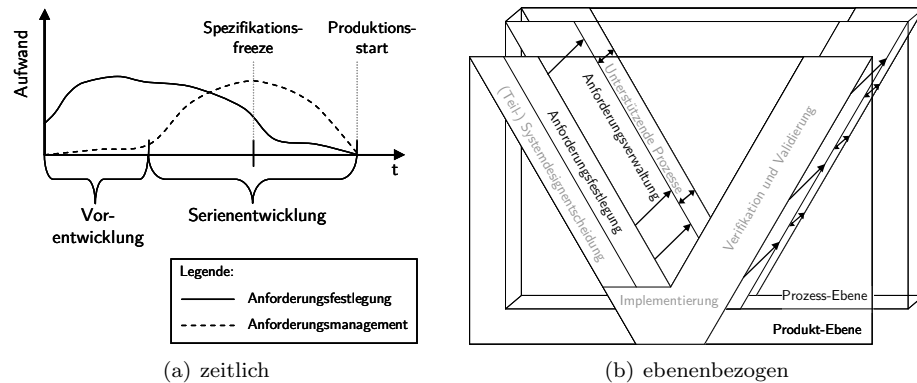 Aufwand
Spezifikations-
freeze
Produktions-
start
t
Vor-
entwicklung
Serienentwicklung
Legende:
Anforderungsfestlegung
Anforderungsmanagement
(a) zeitlich
(Teil-) Systemdesignentscheidung
Anforderungsfestlegung
Anforderungsverwaltung
Unterstützende Prozesse
Verifikation und Validierung
Implementierung
Prozess-Ebene
Produkt-Ebene
(b) ebenenbezogen